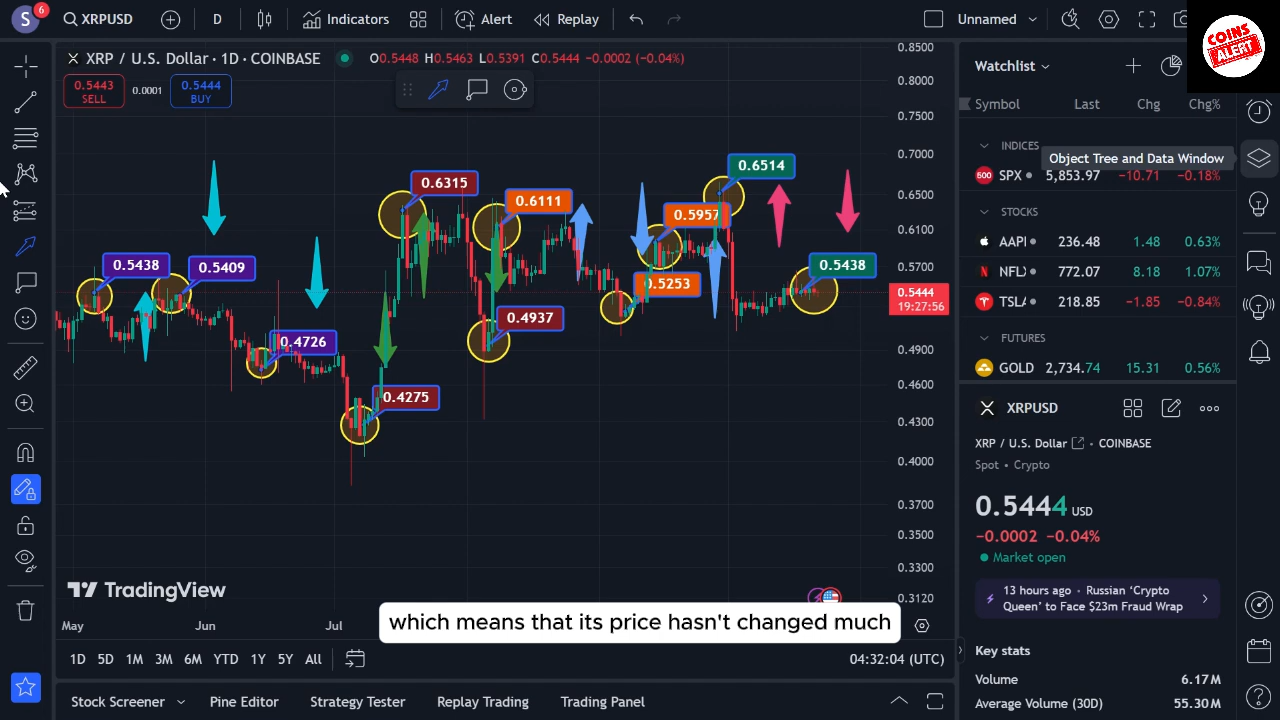 S
6
XRPUSD
D
Indicators
Alert
Replay
Unnamed
COINS
ALERT
XRP / U.S. Dollar · 1D · COINBASE
O0.5448 H0.5463 L0.5391 C0.5444 −0.0002 (−0.04%)
0.5443
SELL
0.0001
0.5444
BUY
0.8500
0.8000
0.7500
0.7000
0.6500
0.6100
0.5700
0.5444
19:27:56
0.4900
0.4600
0.4300
0.4000
0.3700
0.3500
0.3300
0.3120
0.5438
0.5409
0.4726
0.4275
0.6315
0.6111
0.4937
0.5957
0.5253
0.6514
0.5438
TradingView
May
Jun
Jul
which means that its price hasn't changed much
1D
5D
1M
3M
6M
YTD
1Y
5Y
All
04:32:04 (UTC)
Stock Screener
Pine Editor
Strategy Tester
Replay Trading
Trading Panel
Watchlist
Symbol
Last
Chg
Chg%
INDICES
Object Tree and Data Window
500
SPX
5,853.97
−10.71
−0.18%
STOCKS
AAPI
236.48
1.48
0.63%
NFL
772.07
8.18
1.07%
TSL
218.85
−1.85
−0.84%
FUTURES
GOLD
2,734.74
15.31
0.56%
XRPUSD
XRP / U.S. Dollar
· COINBASE
Spot · Crypto
0.5444 USD
−0.0002 −0.04%
Market open
13 hours ago · Russian ‘Crypto
Queen’ to Face $23m Fraud Wrap
Key stats
Volume
6.17M
Average Volume (30D)
55.30M